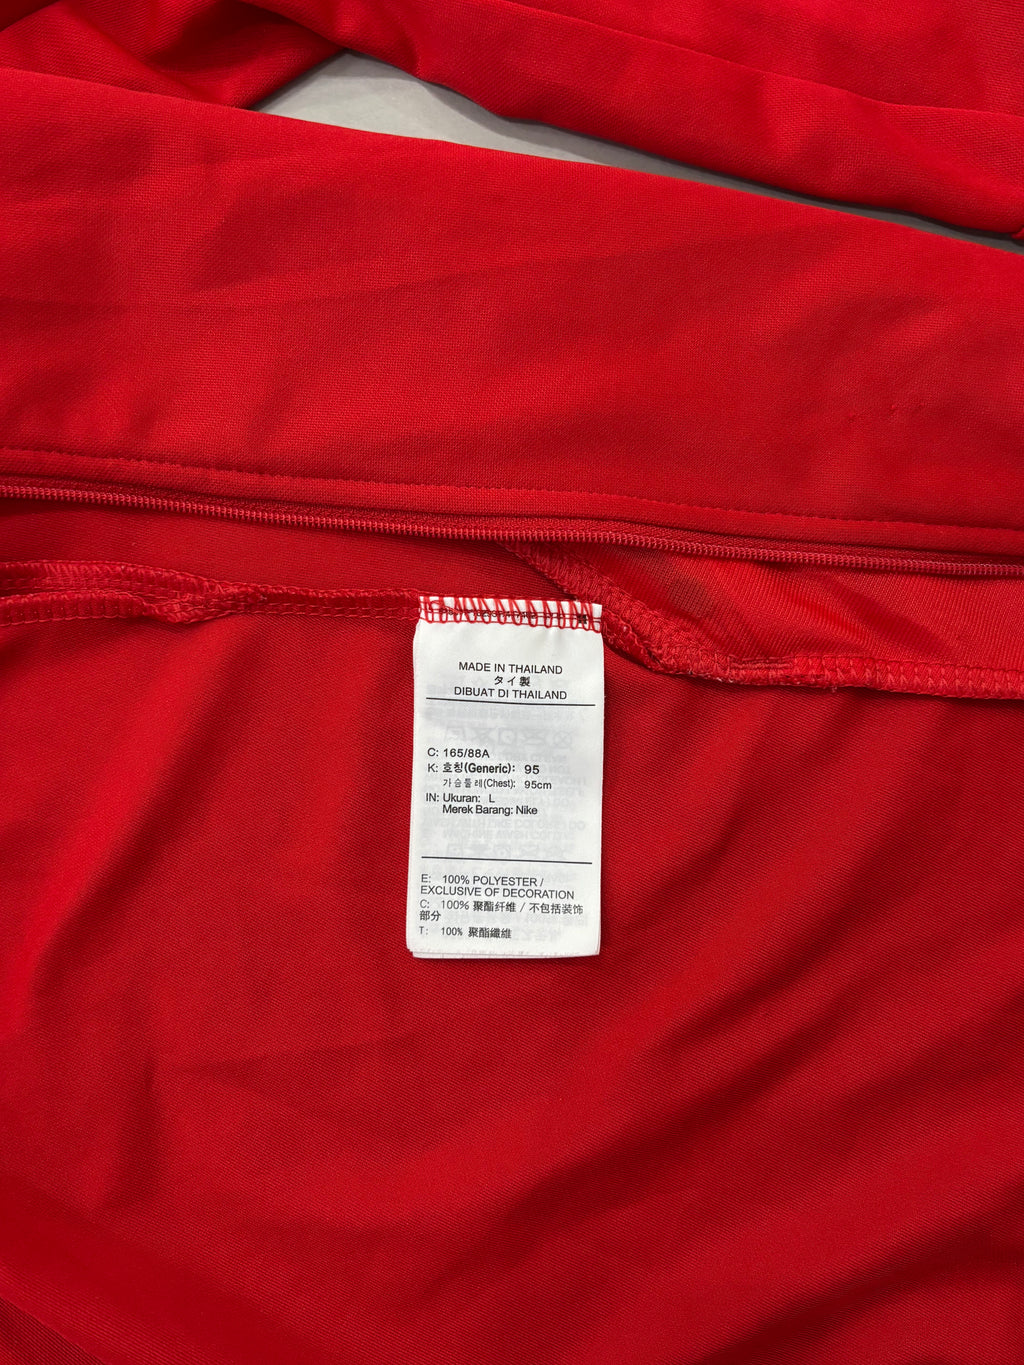 MADE IN THAILAND
タイ製
DIBUAT DI THAILAND
C: 165/88A
K: 호칭(Generic): 95
가슴둘레(Chest): 95cm
IN: Ukuran: L
Merek Barang: Nike
E: 100% POLYESTER /
EXCLUSIVE OF DECORATION
C: 100% 聚酯纤维 / 不包括装饰
部分
T: 100% 聚酯纖維